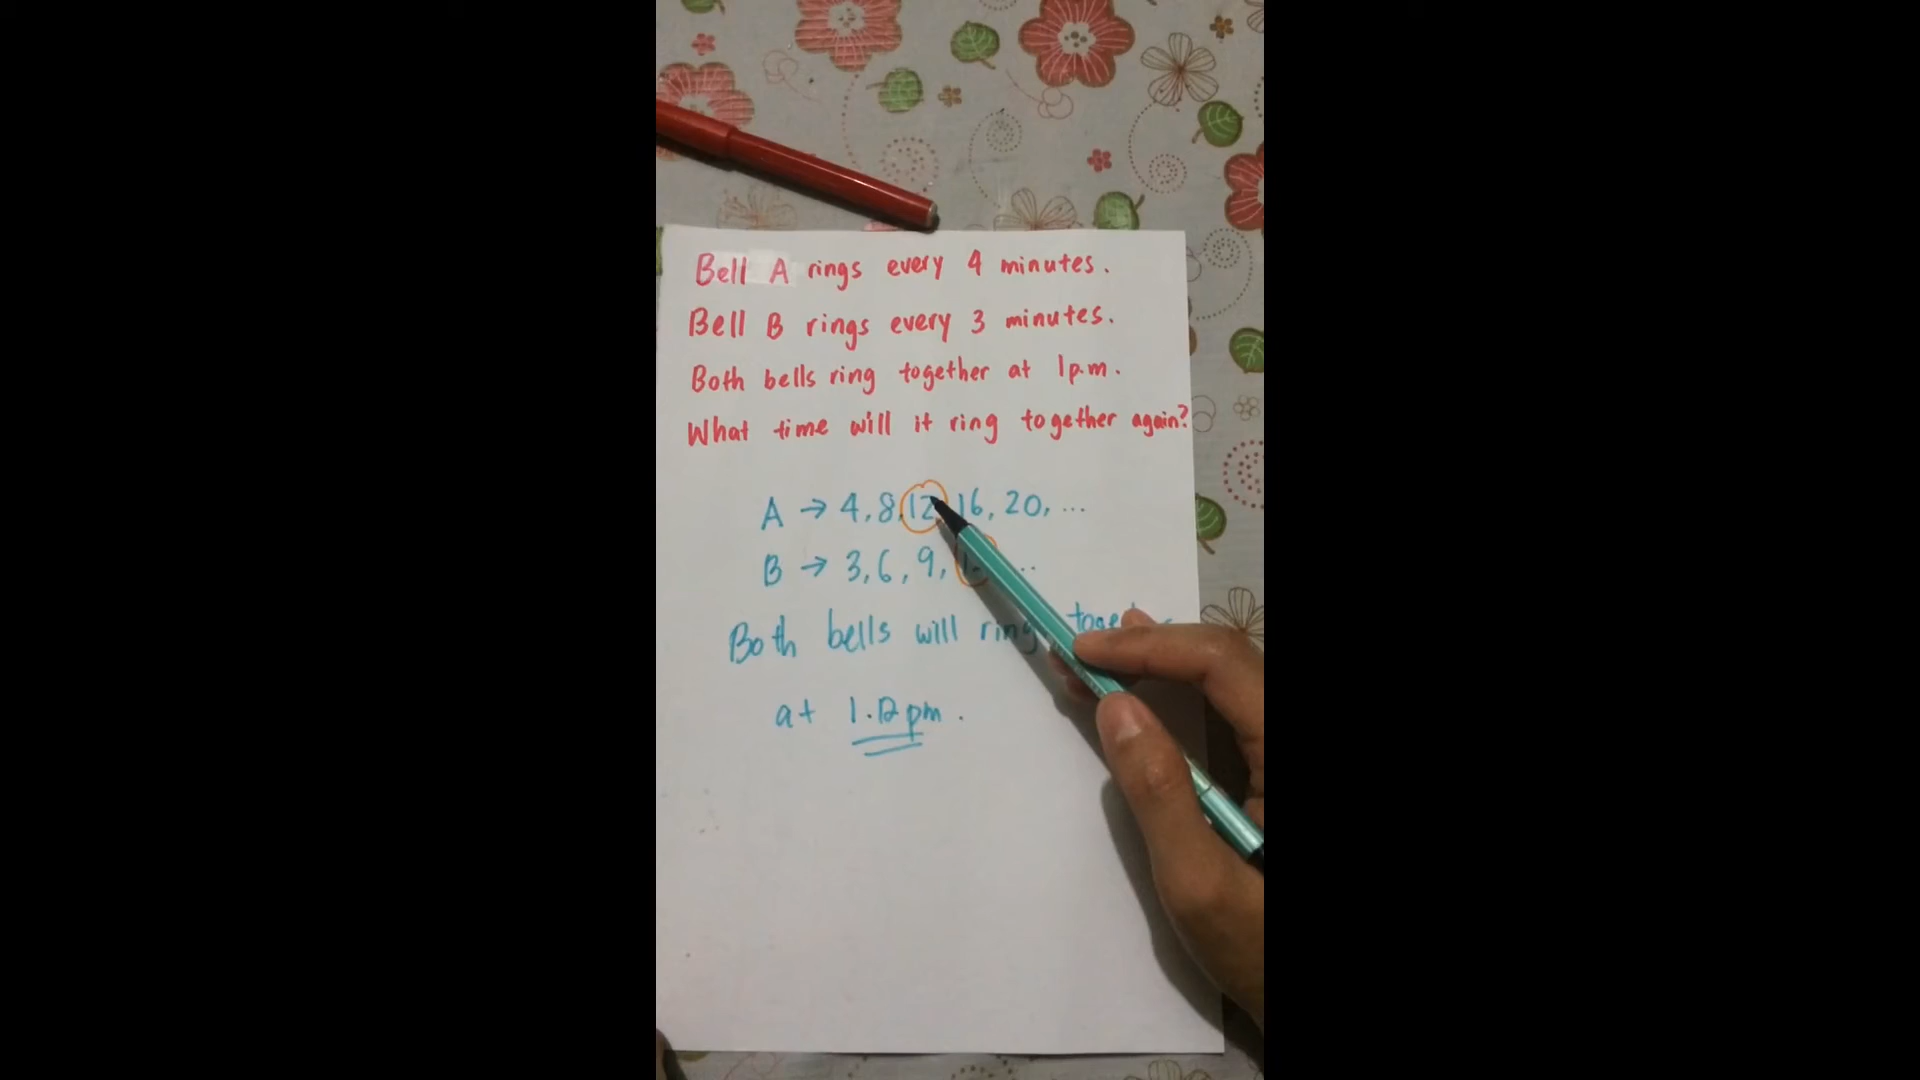 Bell A rings every 4 minutes.
Bell B rings every 3 minutes.
Both bells ring together at 1p.m.
What time will it ring together again?
A → 4, 8, 12, 16, 20, ...
B → 3, 6, 9, ...
Both bells will ring
at 1.12pm.